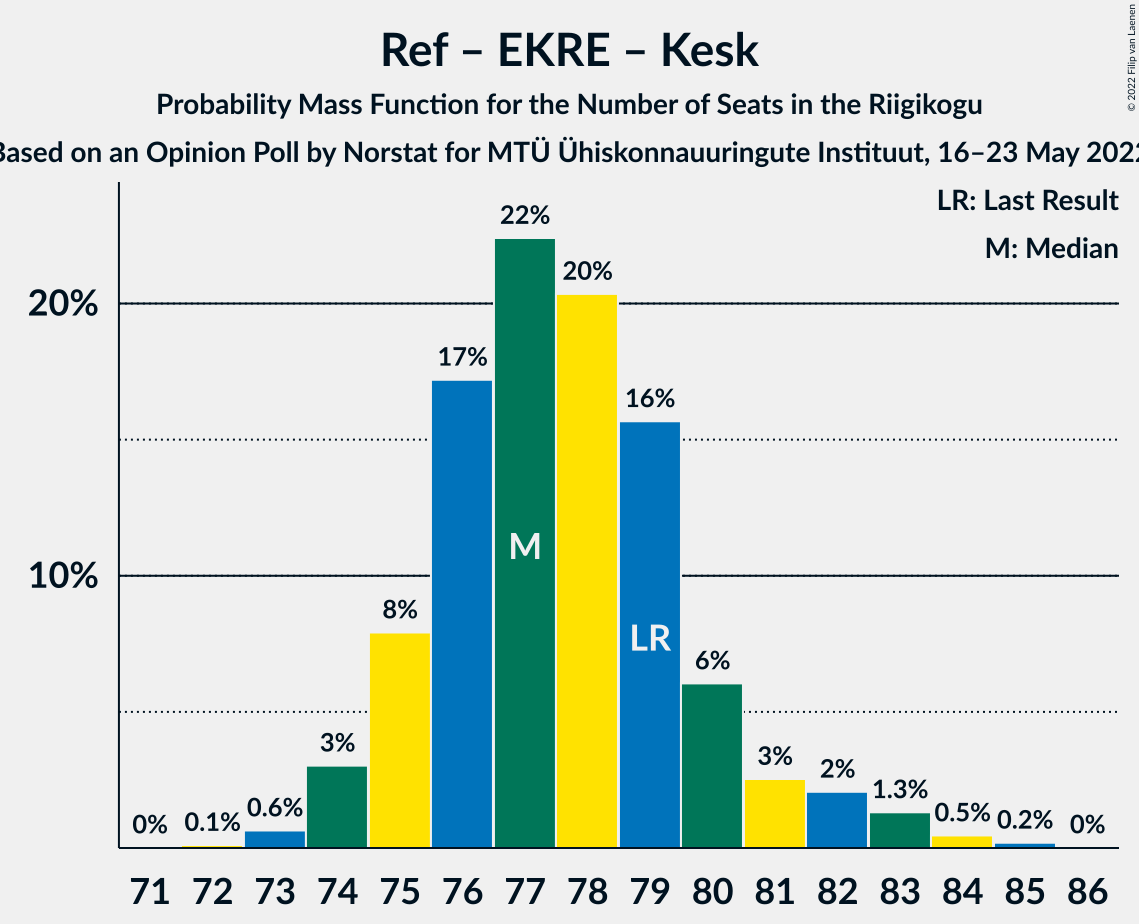 Ref – EKRE – Kesk
Probability Mass Function for the Number of Seats in the Riigikogu
Based on an Opinion Poll by Norstat for MTÜ Ühiskonnauuringute Instituut, 16–23 May 2022
© 2022 Filip van Laenen
LR: Last Result
M: Median
20%
10%
0%
0.1%
0.6%
3%
8%
17%
22%
20%
16%
6%
3%
2%
1.3%
0.5%
0.2%
0%
M
LR
71 72 73 74 75 76 77 78 79 80 81 82 83 84 85 86